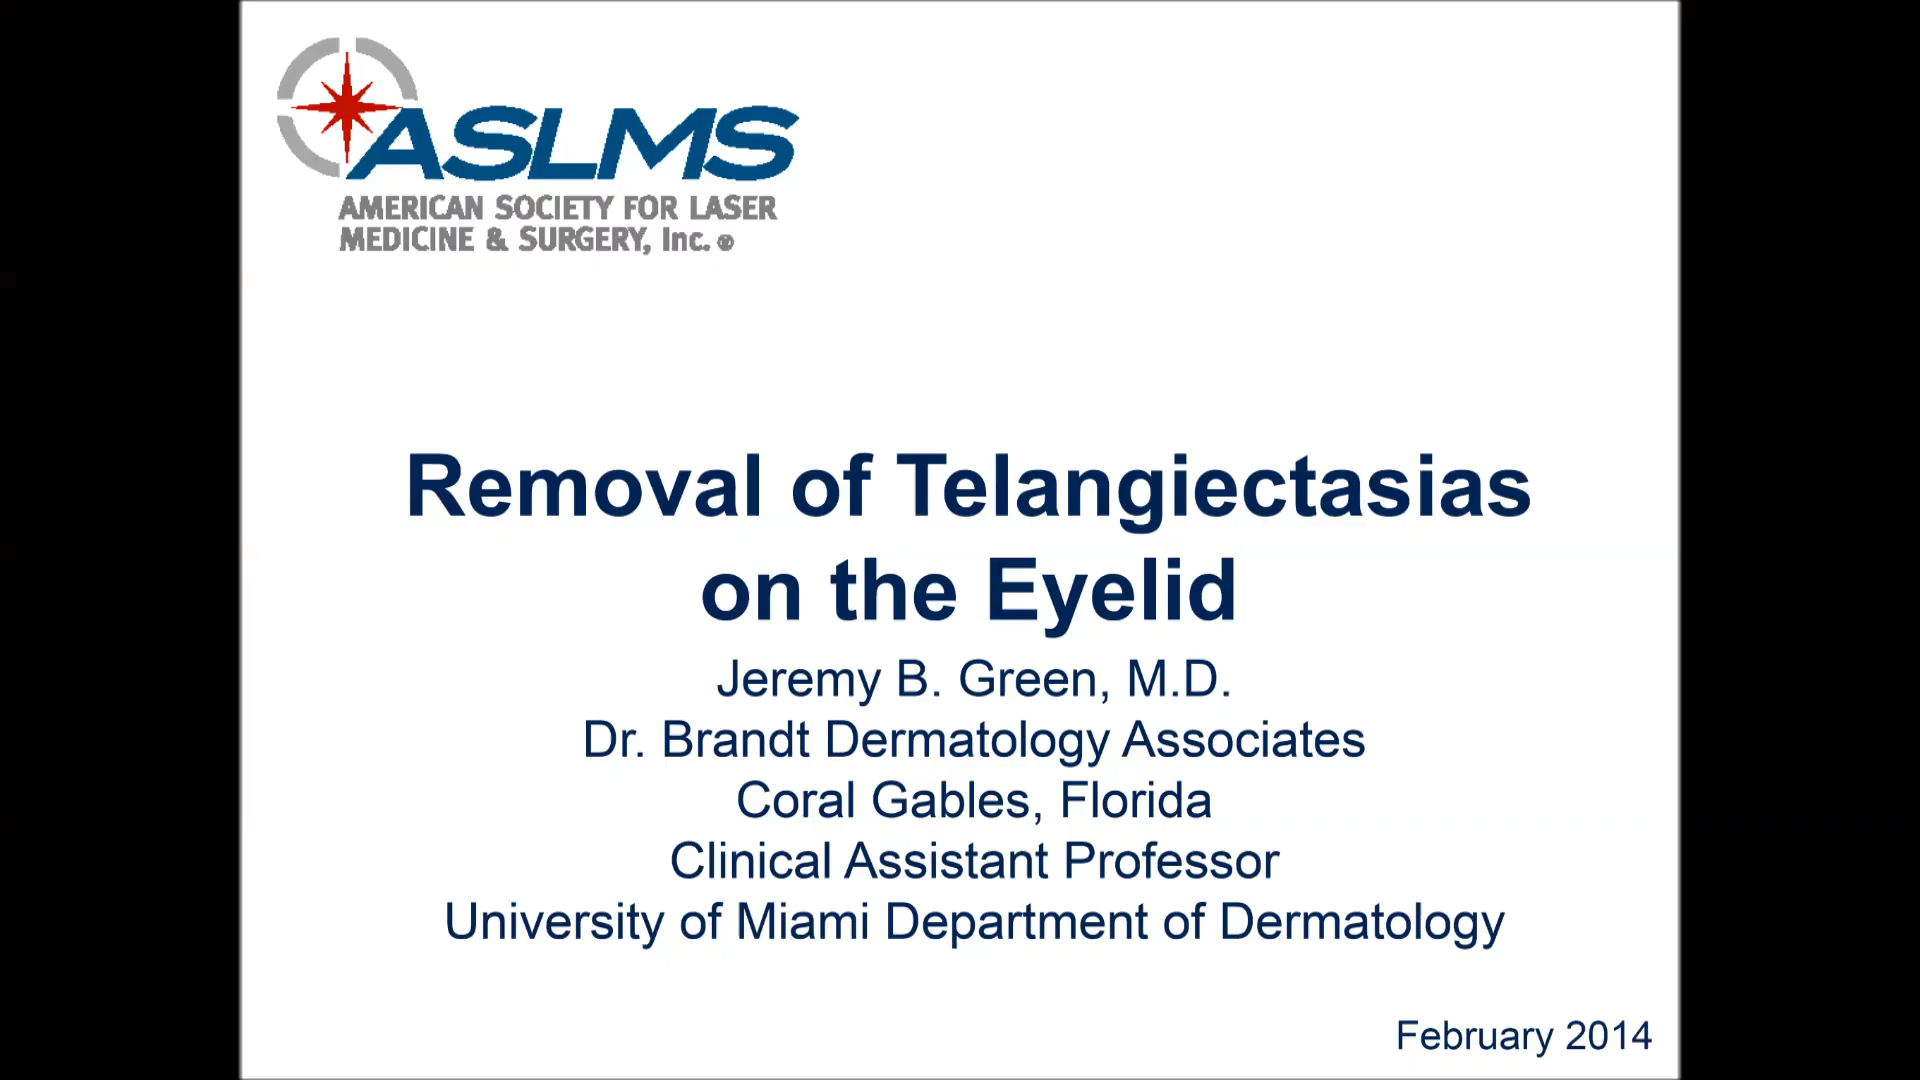 ASLMS
AMERICAN SOCIETY FOR LASER
MEDICINE & SURGERY, Inc.®
Removal of Telangiectasias
on the Eyelid
Jeremy B. Green, M.D.
Dr. Brandt Dermatology Associates
Coral Gables, Florida
Clinical Assistant Professor
University of Miami Department of Dermatology
February 2014